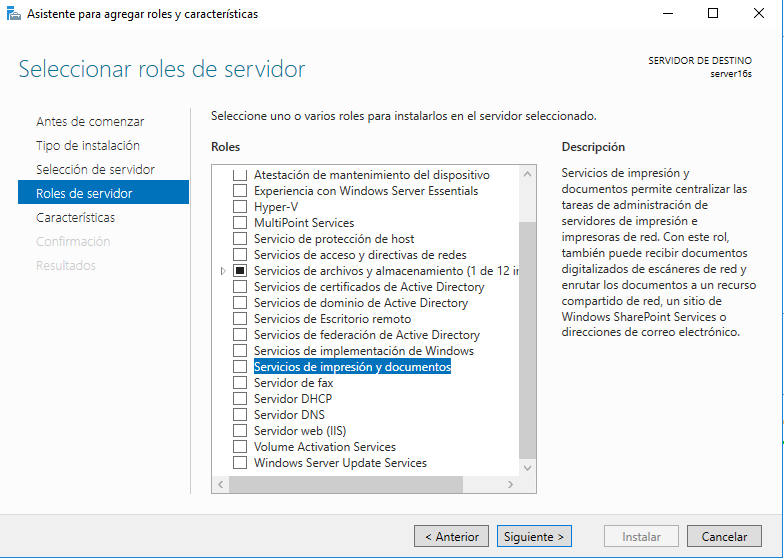 Asistente para agregar roles y características
Seleccionar roles de servidor
SERVIDOR DE DESTINO
server16s
Antes de comenzar
Tipo de instalación
Selección de servidor
Roles de servidor
Características
Confirmación
Resultados
Seleccione uno o varios roles para instalarlos en el servidor seleccionado.
Roles
Atestación de mantenimiento del dispositivo
Experiencia con Windows Server Essentials
Hyper-V
MultiPoint Services
Servicio de protección de host
Servicios de acceso y directivas de redes
Servicios de archivos y almacenamiento (1 de 12 in
Servicios de certificados de Active Directory
Servicios de dominio de Active Directory
Servicios de Escritorio remoto
Servicios de federación de Active Directory
Servicios de implementación de Windows
Servicios de impresión y documentos
Servidor de fax
Servidor DHCP
Servidor DNS
Servidor web (IIS)
Volume Activation Services
Windows Server Update Services
Descripción
Servicios de impresión y
documentos permite centralizar las
tareas de administración de
servidores de impresión e
impresoras de red. Con este rol,
también puede recibir documentos
digitalizados de escáneres de red y
enrutar los documentos a un recurso
compartido de red, un sitio de
Windows SharePoint Services o
direcciones de correo electrónico.
< Anterior
Siguiente >
Instalar
Cancelar